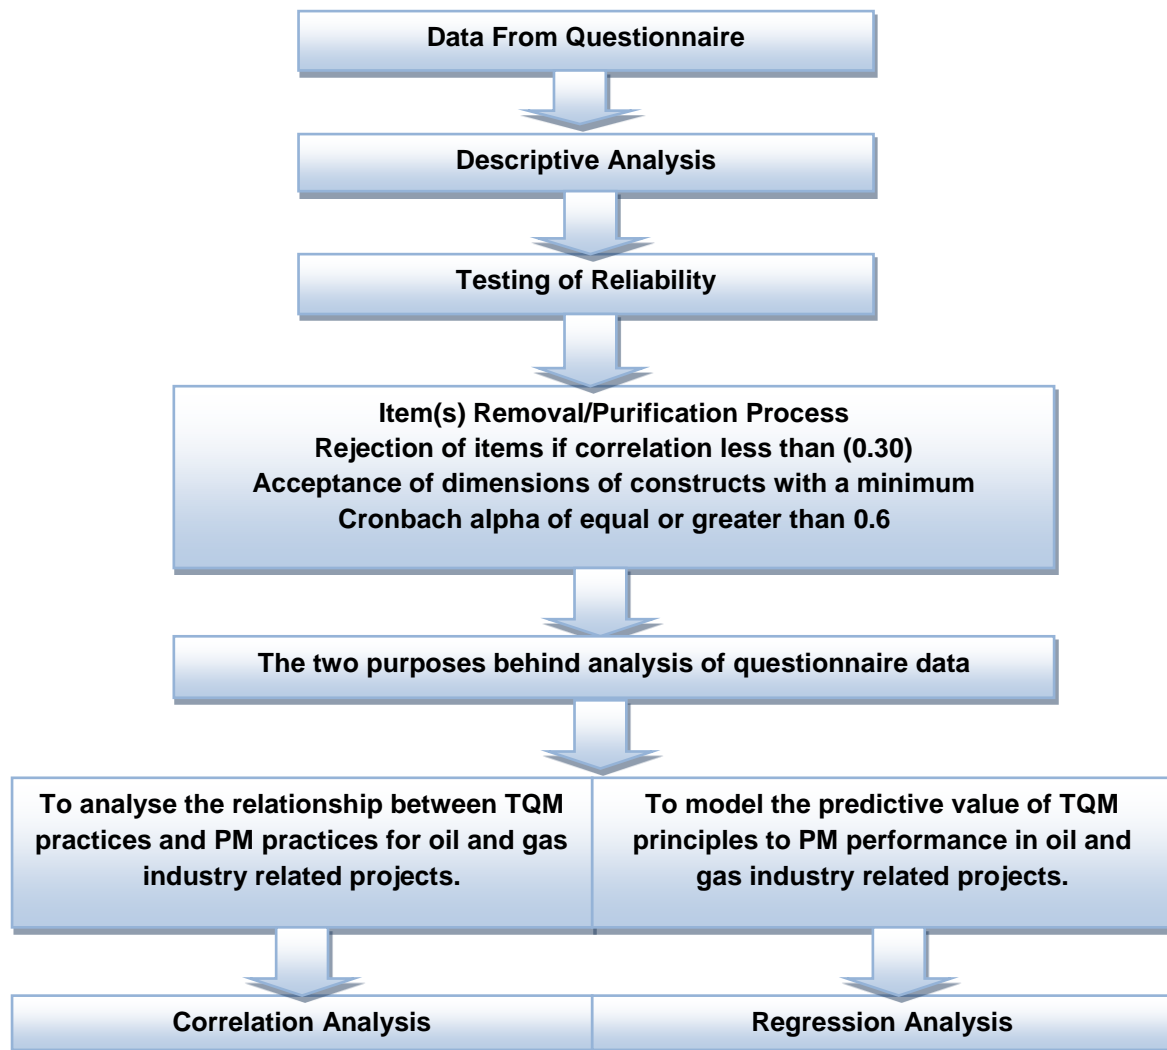 Data From Questionnaire
Descriptive Analysis
Testing of Reliability
Item(s) Removal/Purification Process
Rejection of items if correlation less than (0.30)
Acceptance of dimensions of constructs with a minimum
Cronbach alpha of equal or greater than 0.6
The two purposes behind analysis of questionnaire data
To analyse the relationship between TQM
practices and PM practices for oil and gas
industry related projects.
To model the predictive value of TQM
principles to PM performance in oil and
gas industry related projects.
Correlation Analysis
Regression Analysis